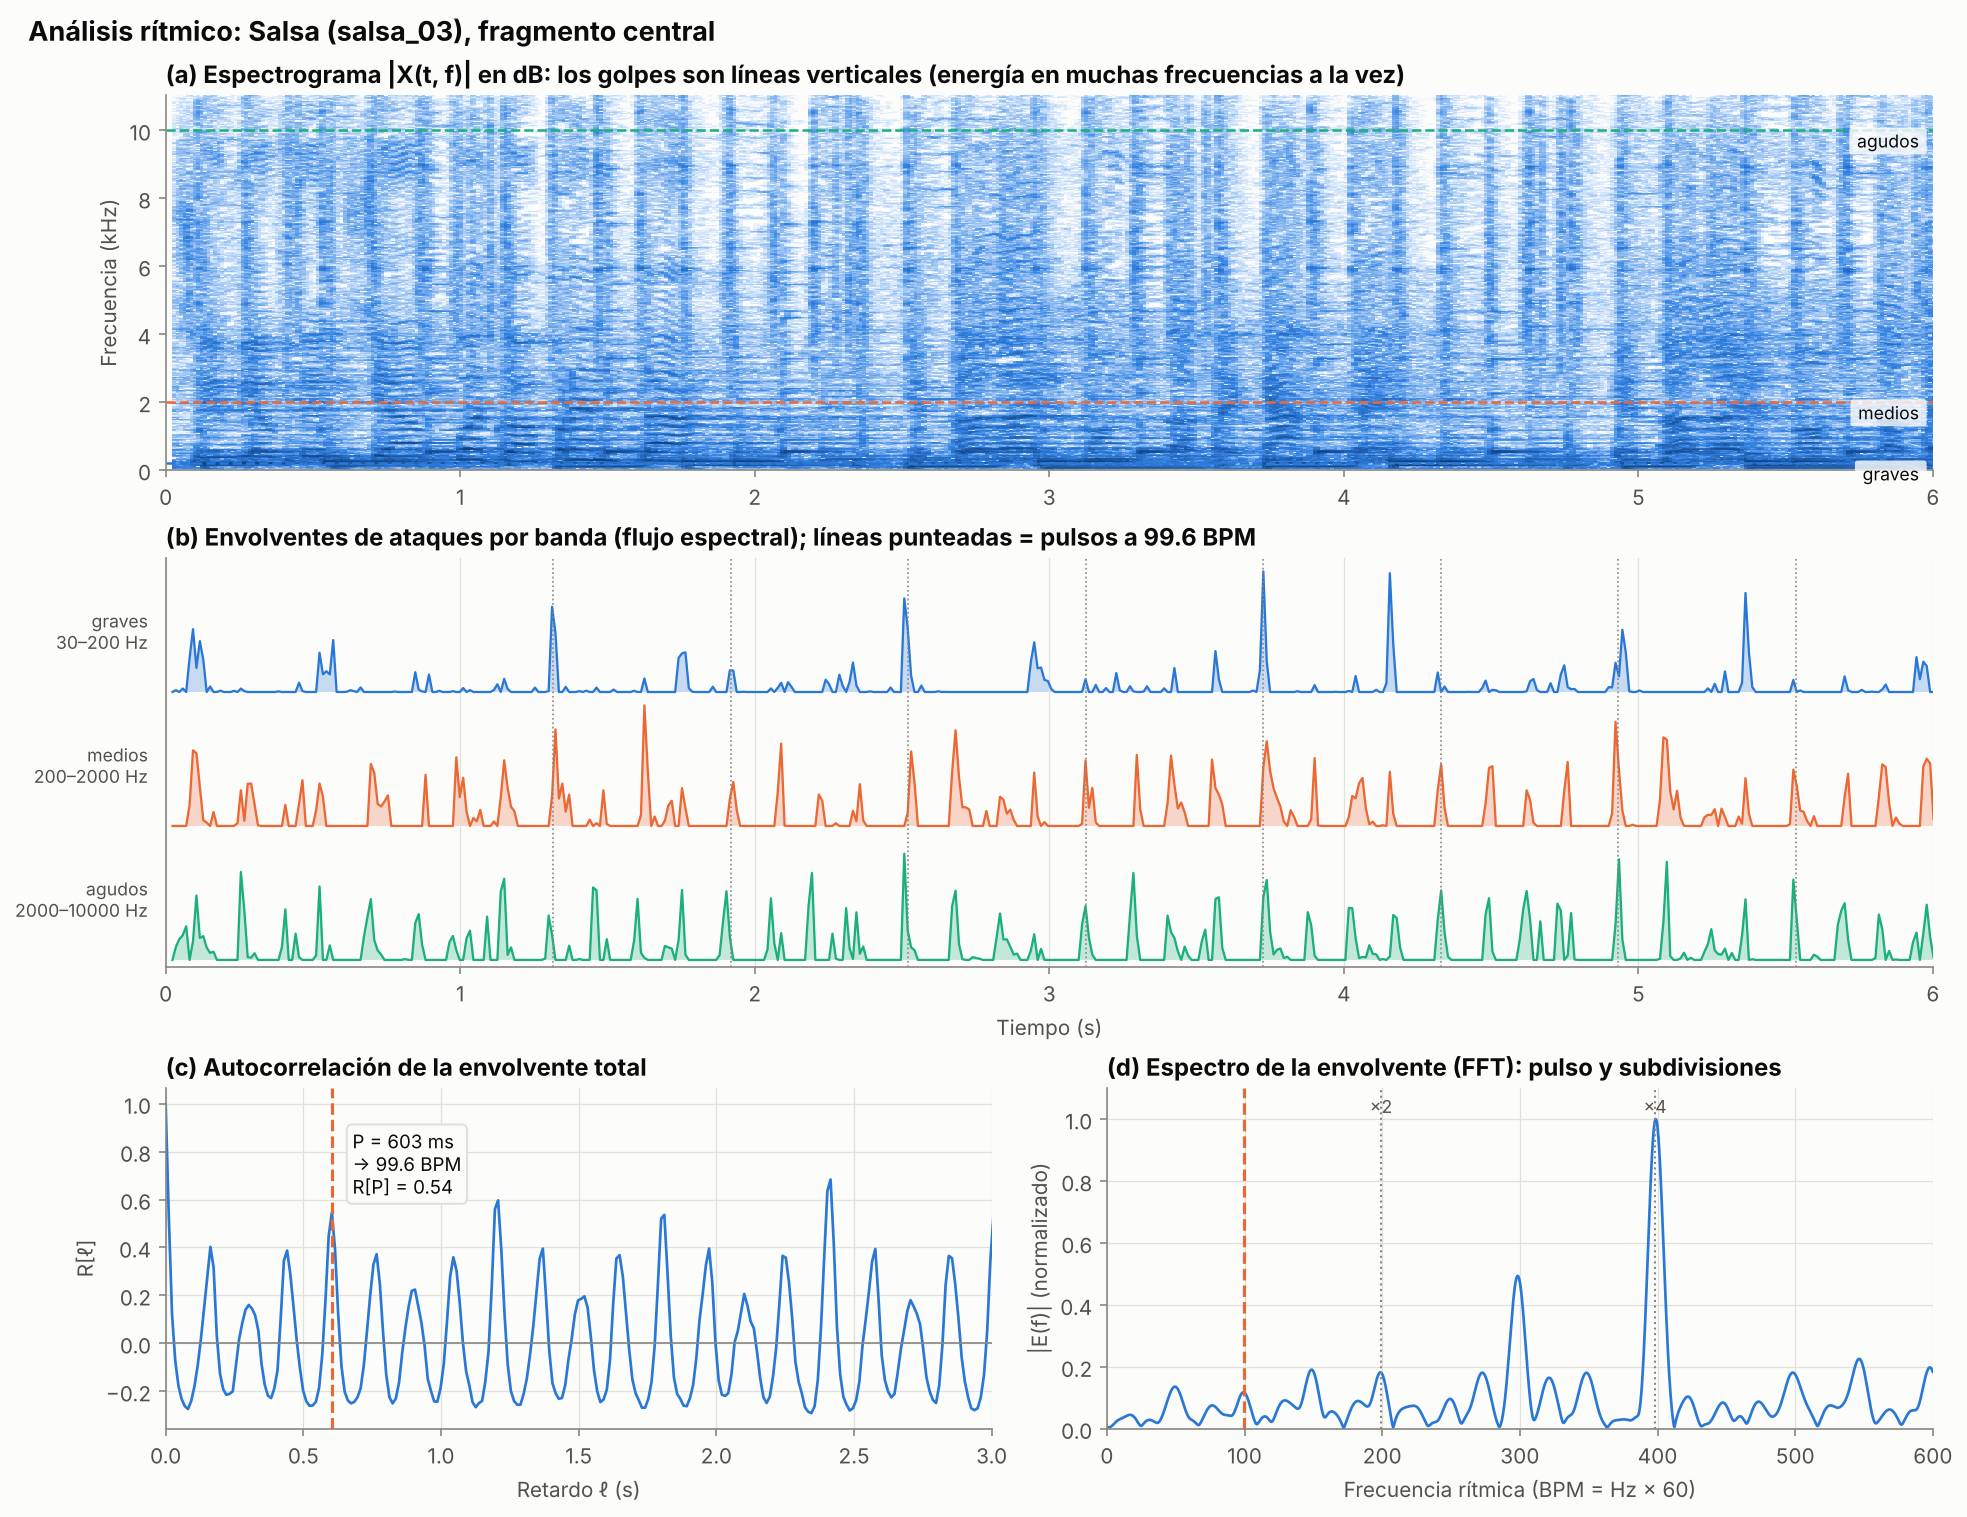 Análisis rítmico: Salsa (salsa_03), fragmento central
(a) Espectrograma |X(t, f)| en dB: los golpes son líneas verticales (energía en muchas frecuencias a la vez)
Frecuencia (kHz)
10
8
6
4
2
0
agudos
medios
graves
0 1 2 3 4 5 6
(b) Envolventes de ataques por banda (flujo espectral); líneas punteadas = pulsos a 99.6 BPM
graves
30–200 Hz
medios
200–2000 Hz
agudos
2000–10000 Hz
0 1 2 3 4 5 6
Tiempo (s)
(c) Autocorrelación de la envolvente total
R[ℓ]
1.0
0.8
0.6
0.4
0.2
0.0
−0.2
P = 603 ms
→ 99.6 BPM
R[P] = 0.54
0.0 0.5 1.0 1.5 2.0 2.5 3.0
Retardo ℓ (s)
(d) Espectro de la envolvente (FFT): pulso y subdivisiones
|E(f)| (normalizado)
×2 ×4
1.0
0.8
0.6
0.4
0.2
0.0
0 100 200 300 400 500 600
Frecuencia rítmica (BPM = Hz × 60)